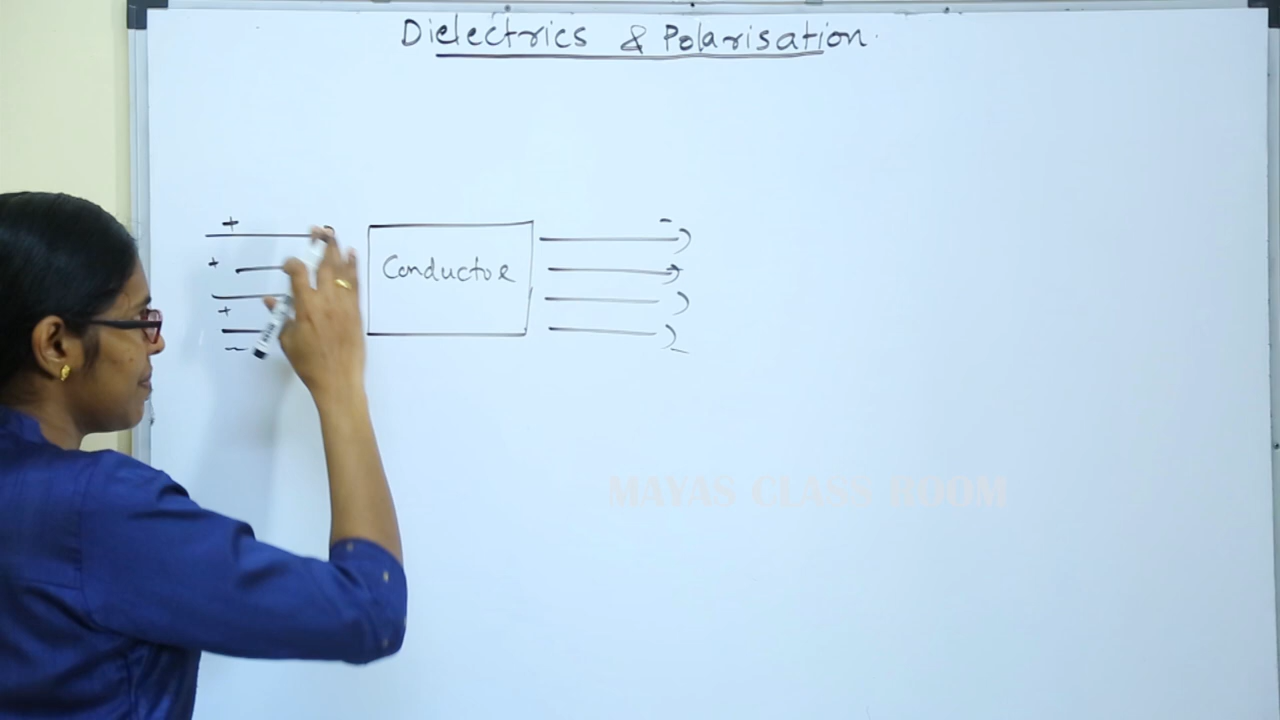 Dielectrics & Polarisation
+ -
+
Conductor
+
- -
MAYAS CLASS ROOM